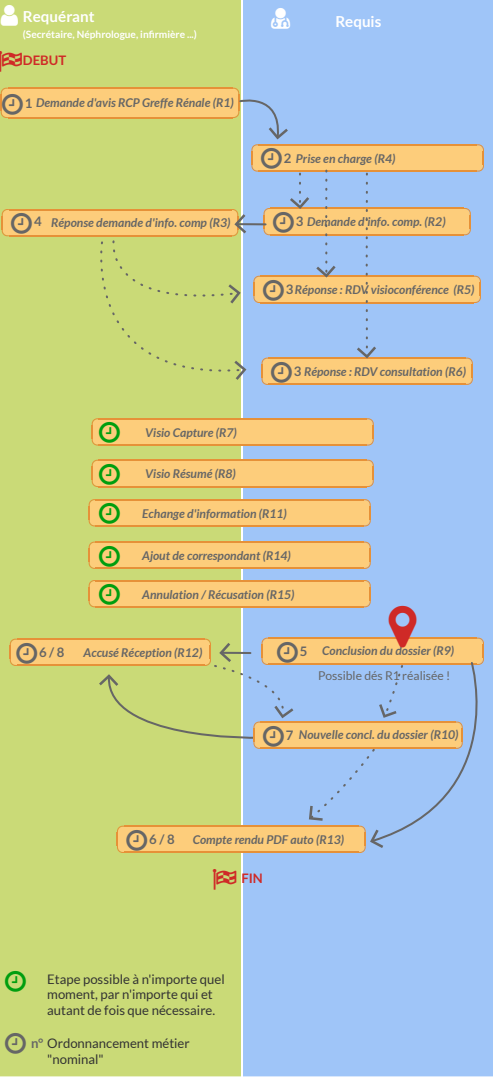 Requérant
(Secrétaire, Néphrologue, infirmière ...)
Requis
DEBUT
1 Demande d'avis RCP Greffe Rénale (R1)
2 Prise en charge (R4)
4 Réponse demande d'info. comp (R3)
3 Demande d'info. comp. (R2)
3 Réponse : RDV visioconférence (R5)
3 Réponse : RDV consultation (R6)
Visio Capture (R7)
Visio Résumé (R8)
Echange d'information (R11)
Ajout de correspondant (R14)
Annulation / Récusation (R15)
6 / 8 Accusé Réception (R12)
5 Conclusion du dossier (R9)
Possible dés R1 réalisée !
7 Nouvelle concl. du dossier (R10)
6 / 8 Compte rendu PDF auto (R13)
FIN
Etape possible à n'importe quel
moment, par n'importe qui et
autant de fois que nécessaire.
n° Ordonnancement métier
"nominal"